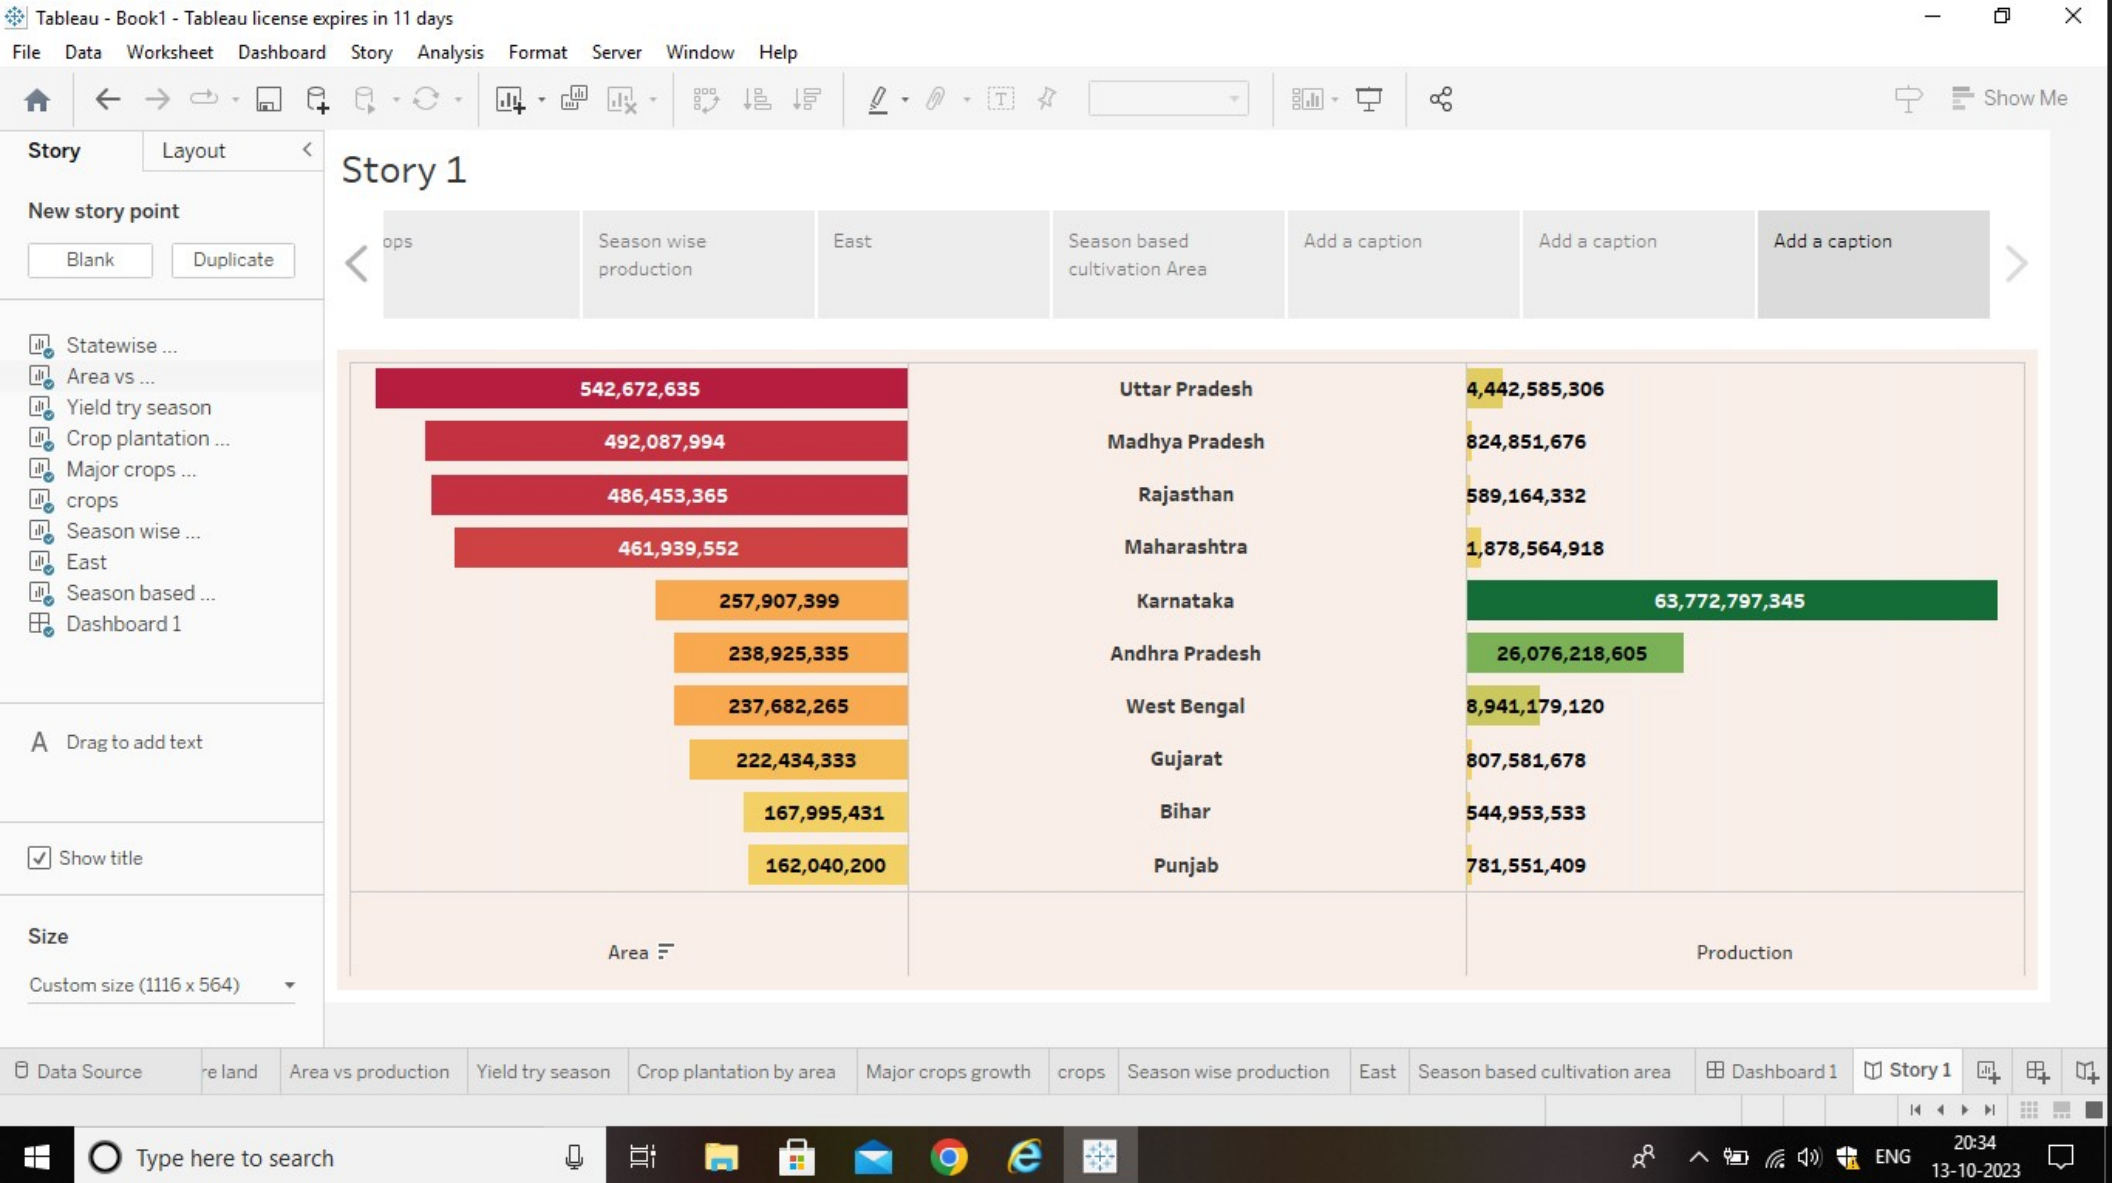 Tableau - Book1 - Tableau license expires in 11 days
File Data Worksheet Dashboard Story Analysis Format Server Window Help
Show Me
Story Layout
New story point
Blank Duplicate
Statewise ...
Area vs ...
Yield try season
Crop plantation ...
Major crops ...
crops
Season wise ...
East
Season based ...
Dashboard 1
A Drag to add text
Show title
Size
Custom size (1116 x 564)
Story 1
ops
Season wise
production
East
Season based
cultivation Area
Add a caption
Add a caption
Add a caption
542,672,635 Uttar Pradesh 4,442,585,306
492,087,994 Madhya Pradesh 824,851,676
486,453,365 Rajasthan 589,164,332
461,939,552 Maharashtra 1,878,564,918
257,907,399 Karnataka 63,772,797,345
238,925,335 Andhra Pradesh 26,076,218,605
237,682,265 West Bengal 8,941,179,120
222,434,333 Gujarat 807,581,678
167,995,431 Bihar 544,953,533
162,040,200 Punjab 781,551,409
Area Production
Data Source re land Area vs production Yield try season Crop plantation by area Major crops growth crops Season wise production East Season based cultivation area Dashboard 1 Story 1
Type here to search
ENG
20:34
13-10-2023